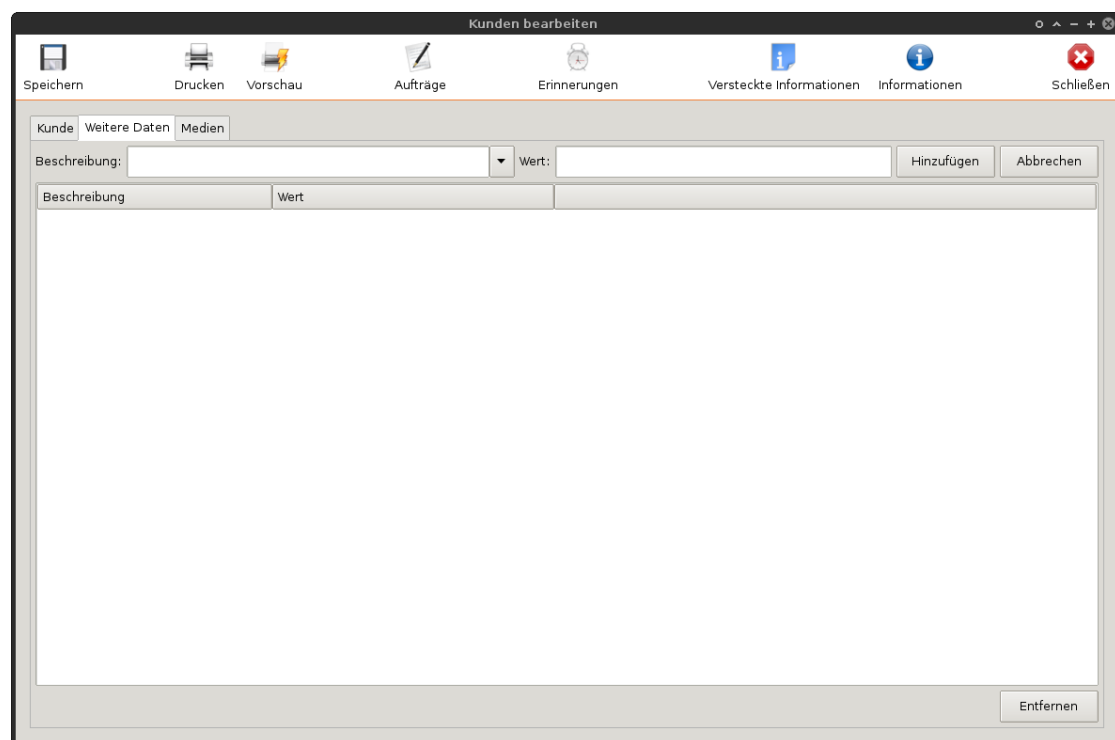 Kunden bearbeiten
Speichern Drucken Vorschau Aufträge Erinnerungen Versteckte Informationen Informationen Schließen
Kunde Weitere Daten Medien
Beschreibung: Wert: Hinzufügen Abbrechen
Beschreibung Wert
Entfernen